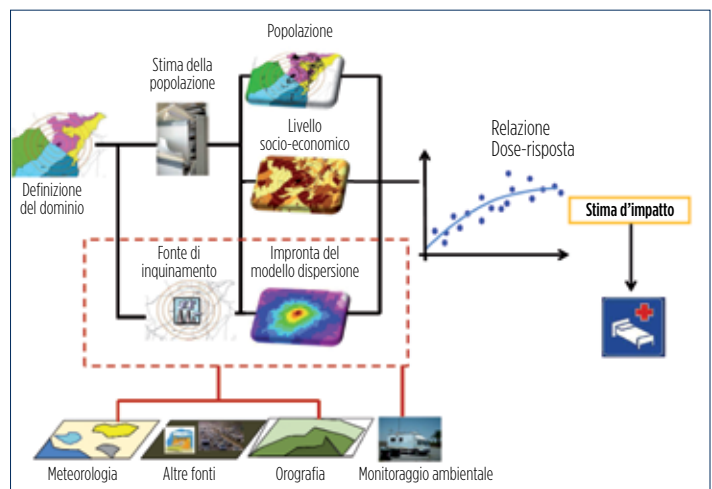 Popolazione
Stima della
popolazione
Livello
socio-economico
Relazione
Dose-risposta
Definizione
del dominio
Stima d'impatto
Fonte di
inquinamento
Impronta del
modello dispersione
Meteorologia
Altre fonti
Orografia
Monitoraggio ambientale